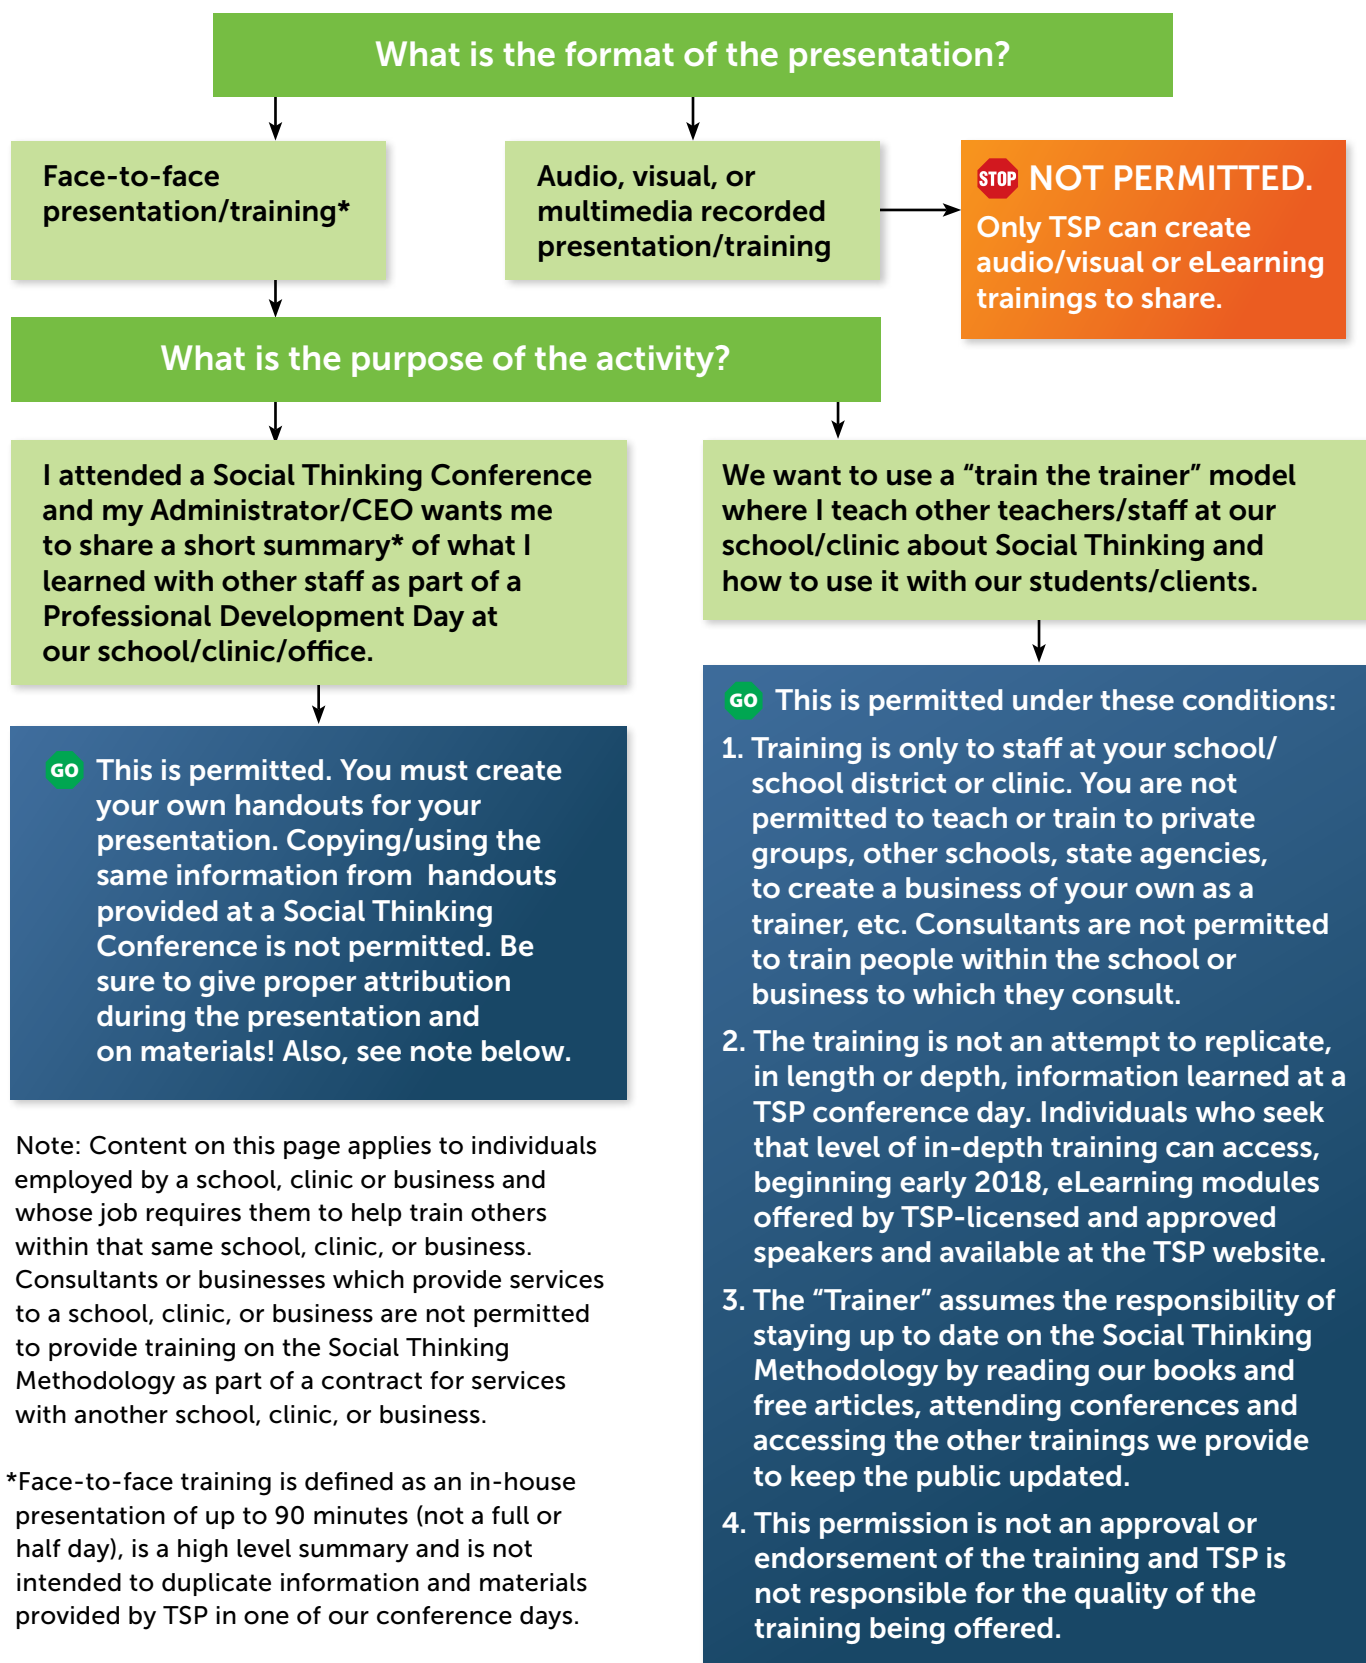 What is the format of the presentation?
Face-to-face
presentation/training*
Audio, visual, or
multimedia recorded
presentation/training
STOP NOT PERMITTED.
Only TSP can create
audio/visual or eLearning
trainings to share.
What is the purpose of the activity?
I attended a Social Thinking Conference
and my Administrator/CEO wants me
to share a short summary* of what I
learned with other staff as part of a
Professional Development Day at
our school/clinic/office.
We want to use a “train the trainer” model
where I teach other teachers/staff at our
school/clinic about Social Thinking and
how to use it with our students/clients.
GO This is permitted. You must create
your own handouts for your
presentation. Copying/using the
same information from handouts
provided at a Social Thinking
Conference is not permitted. Be
sure to give proper attribution
during the presentation and
on materials! Also, see note below.
GO This is permitted under these conditions:
1. Training is only to staff at your school/
school district or clinic. You are not
permitted to teach or train to private
groups, other schools, state agencies,
to create a business of your own as a
trainer, etc. Consultants are not permitted
to train people within the school or
business to which they consult.
2. The training is not an attempt to replicate,
in length or depth, information learned at a
TSP conference day. Individuals who seek
that level of in-depth training can access,
beginning early 2018, eLearning modules
offered by TSP-licensed and approved
speakers and available at the TSP website.
3. The “Trainer” assumes the responsibility of
staying up to date on the Social Thinking
Methodology by reading our books and
free articles, attending conferences and
accessing the other trainings we provide
to keep the public updated.
4. This permission is not an approval or
endorsement of the training and TSP is
not responsible for the quality of the
training being offered.
Note: Content on this page applies to individuals
employed by a school, clinic or business and
whose job requires them to help train others
within that same school, clinic, or business.
Consultants or businesses which provide services
to a school, clinic, or business are not permitted
to provide training on the Social Thinking
Methodology as part of a contract for services
with another school, clinic, or business.
*Face-to-face training is defined as an in-house
presentation of up to 90 minutes (not a full or
half day), is a high level summary and is not
intended to duplicate information and materials
provided by TSP in one of our conference days.